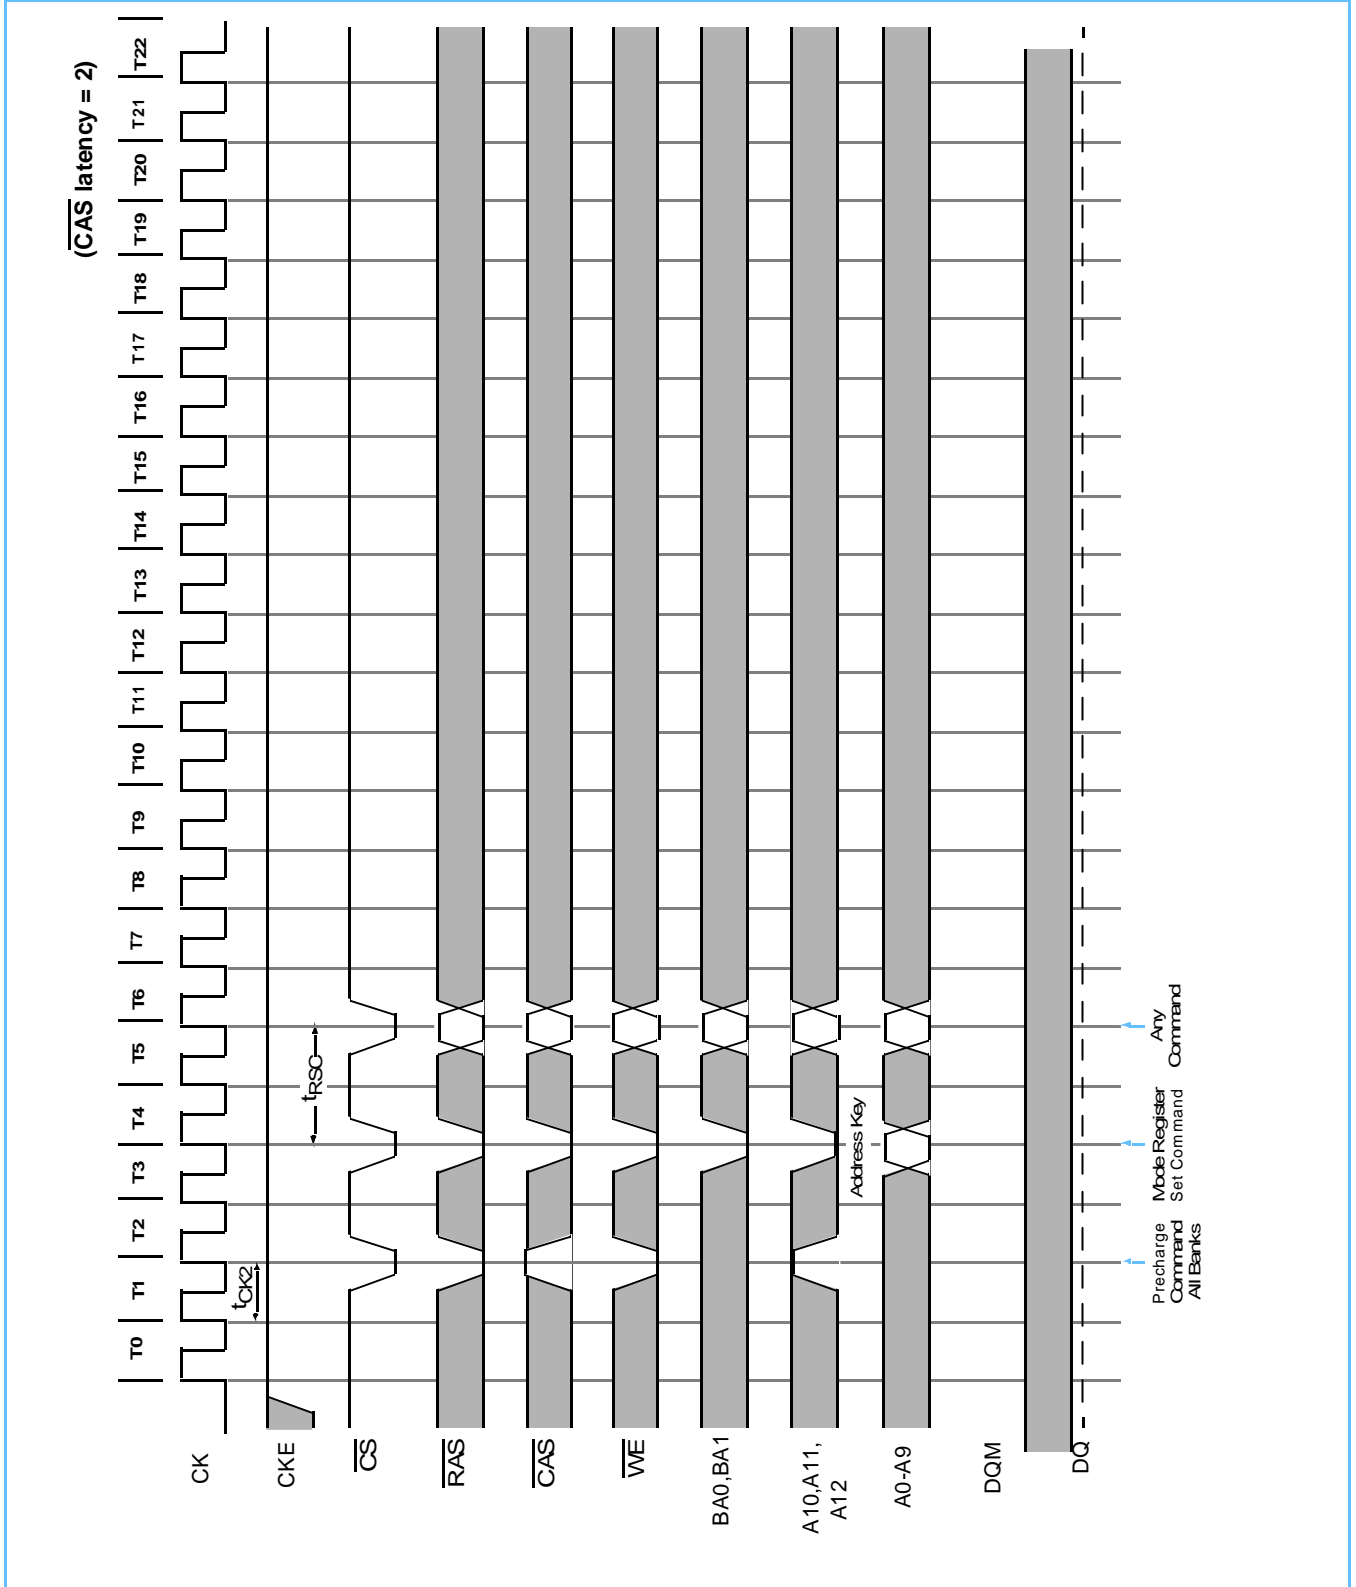 (CAS latency = 2)
T0
T1
T2
T3
T4
T5
T6
T7
T8
T9
T10
T11
T12
T13
T14
T15
T16
T17
T18
T19
T20
T21
T22
CK
tCK2
CKE
tRSC
CS
RAS
CAS
WE
BA0,BA1
A10,A11,
A12
Address Key
A0-A9
DQM
DQ
Precharge
Command
All Banks
Mode Register
Set Command
Any
Command